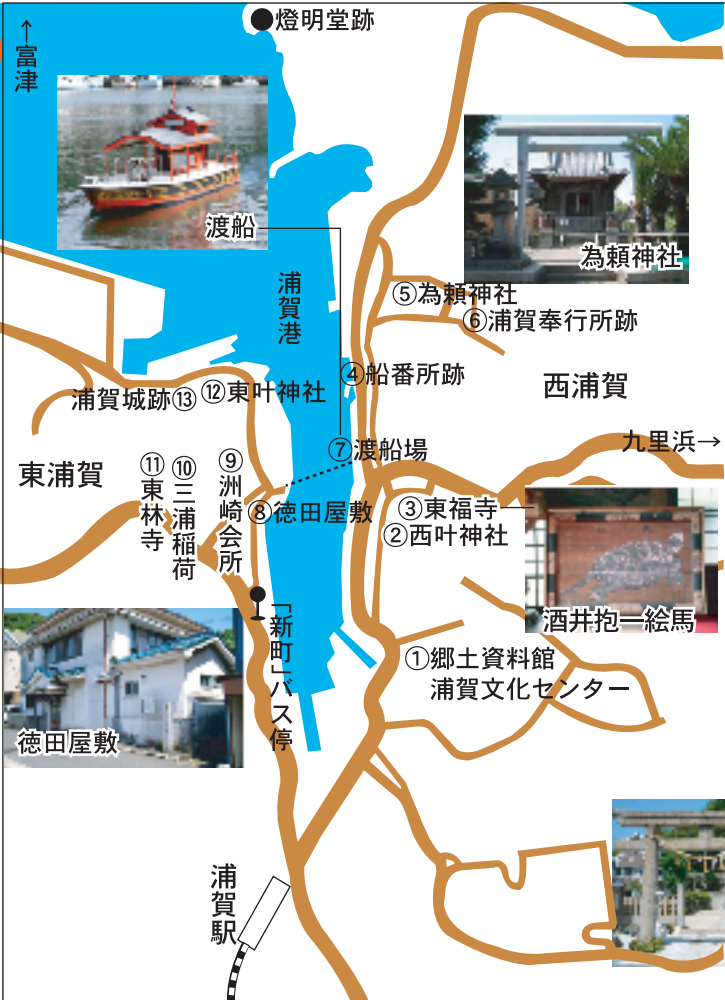 燈明堂跡
↑富津
渡船
為頼神社
浦賀港
⑤為頼神社
⑥浦賀奉行所跡
④船番所跡
西浦賀
浦賀城跡⑬
⑫東叶神社
九里浜→
⑦渡船場
東浦賀
⑪東林寺
⑩三浦稲荷
⑨洲崎会所
⑧徳田屋敷
③東福寺
②西叶神社
酒井抱一絵馬
「新町」バス停
①郷土資料館
浦賀文化センター
徳田屋敷
浦賀駅